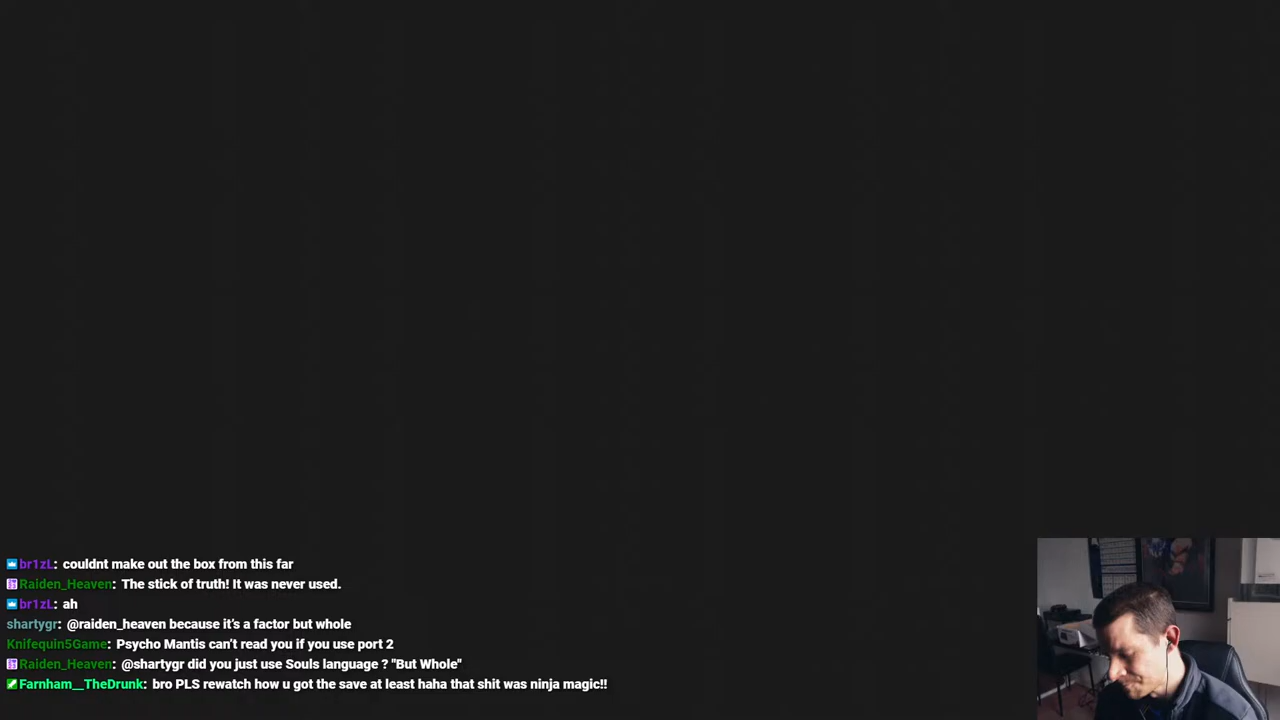 br1zL: couldnt make out the box from this far
Raiden_Heaven: The stick of truth! It was never used.
br1zL: ah
shartygr: @raiden_heaven because it's a factor but whole
Knifequin5Game: Psycho Mantis can't read you if you use port 2
Raiden_Heaven: @shartygr did you just use Souls language ? "But Whole"
Farnham__TheDrunk: bro PLS rewatch how u got the save at least haha that shit was ninja magic!!